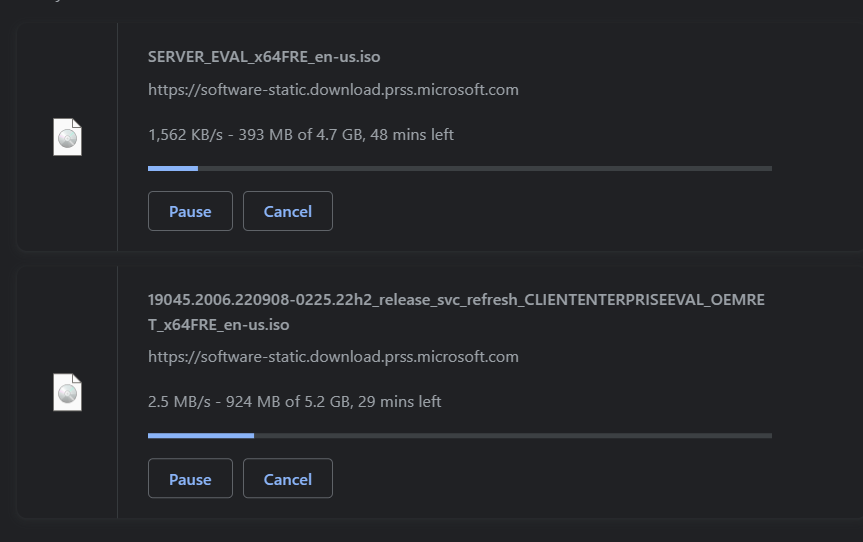 SERVER_EVAL_x64FRE_en-us.iso
https://software-static.download.prss.microsoft.com
1,562 KB/s - 393 MB of 4.7 GB, 48 mins left
Pause
Cancel
19045.2006.220908-0225.22h2_release_svc_refresh_CLIENTENTERPRISEEVAL_OEMRE
T_x64FRE_en-us.iso
https://software-static.download.prss.microsoft.com
2.5 MB/s - 924 MB of 5.2 GB, 29 mins left
Pause
Cancel